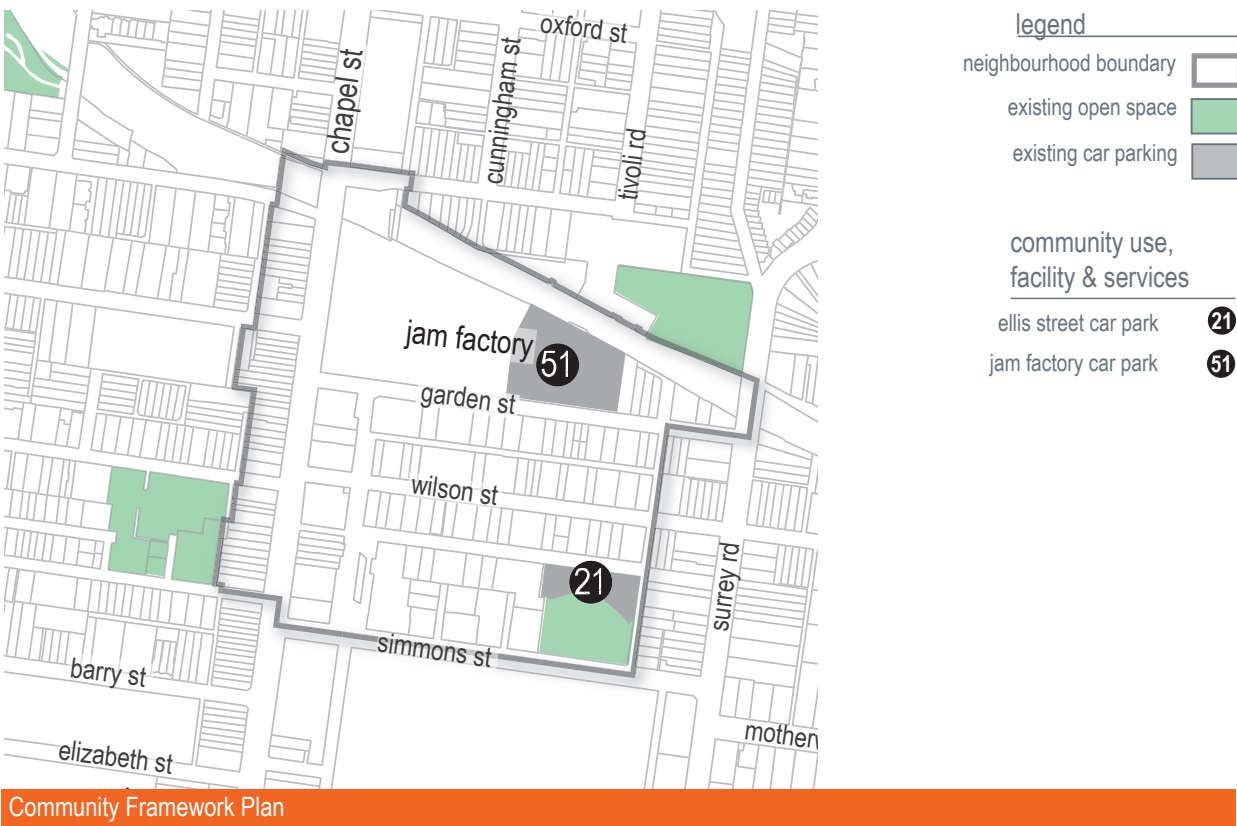 oxford st
chapel st
cunningham st
tivoli rd
jam factory
51
garden st
wilson st
21
surrey rd
simmons st
barry st
elizabeth st
legend
neighbourhood boundary
existing open space
existing car parking
community use,
facility & services
ellis street car park 21
jam factory car park 51
Community Framework Plan